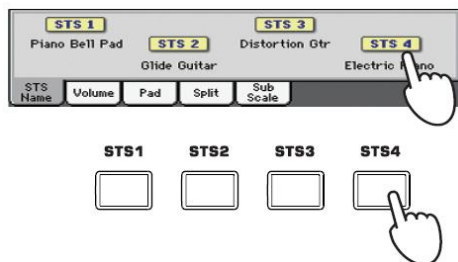 STS 1 STS 3
Piano Bell Pad STS 2 Distortion Gtr STS 4
Glide Guitar Electric
STS Name Volume Pad Split Sub Scale
STS1 STS2 STS3 STS4